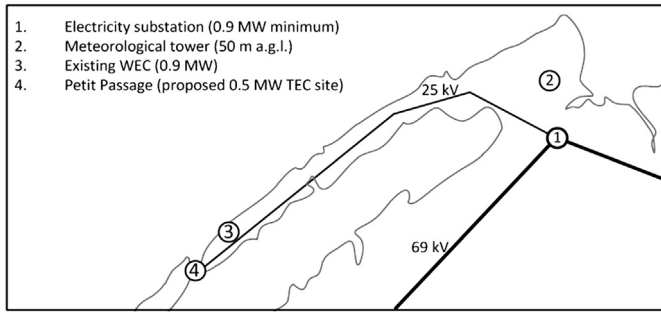 1. Electricity substation (0.9 MW minimum)
2. Meteorological tower (50 m a.g.l.)
3. Existing WEC (0.9 MW)
4. Petit Passage (proposed 0.5 MW TEC site)
25 kV
2
1
3
69 kV
4